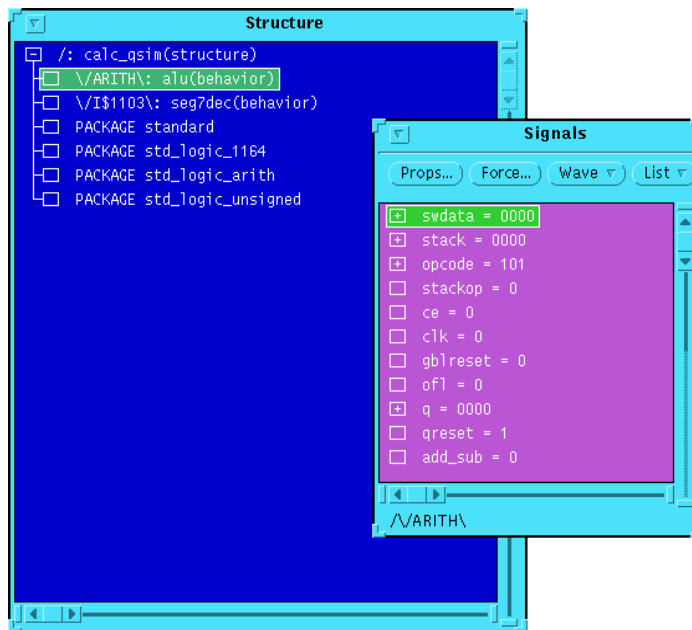 Structure
/: calc_qsim(structure)
\/ARITH\: alu(behavior)
\/I$1103\: seg7dec(behavior)
PACKAGE standard
PACKAGE std_logic_1164
PACKAGE std_logic_arith
PACKAGE std_logic_unsigned
Signals
Props... Force... Wave List
swdata = 0000
stack = 0000
opcode = 101
stackop = 0
ce = 0
clk = 0
gblreset = 0
ofl = 0
q = 0000
qreset = 1
add_sub = 0
/\/ARITH\